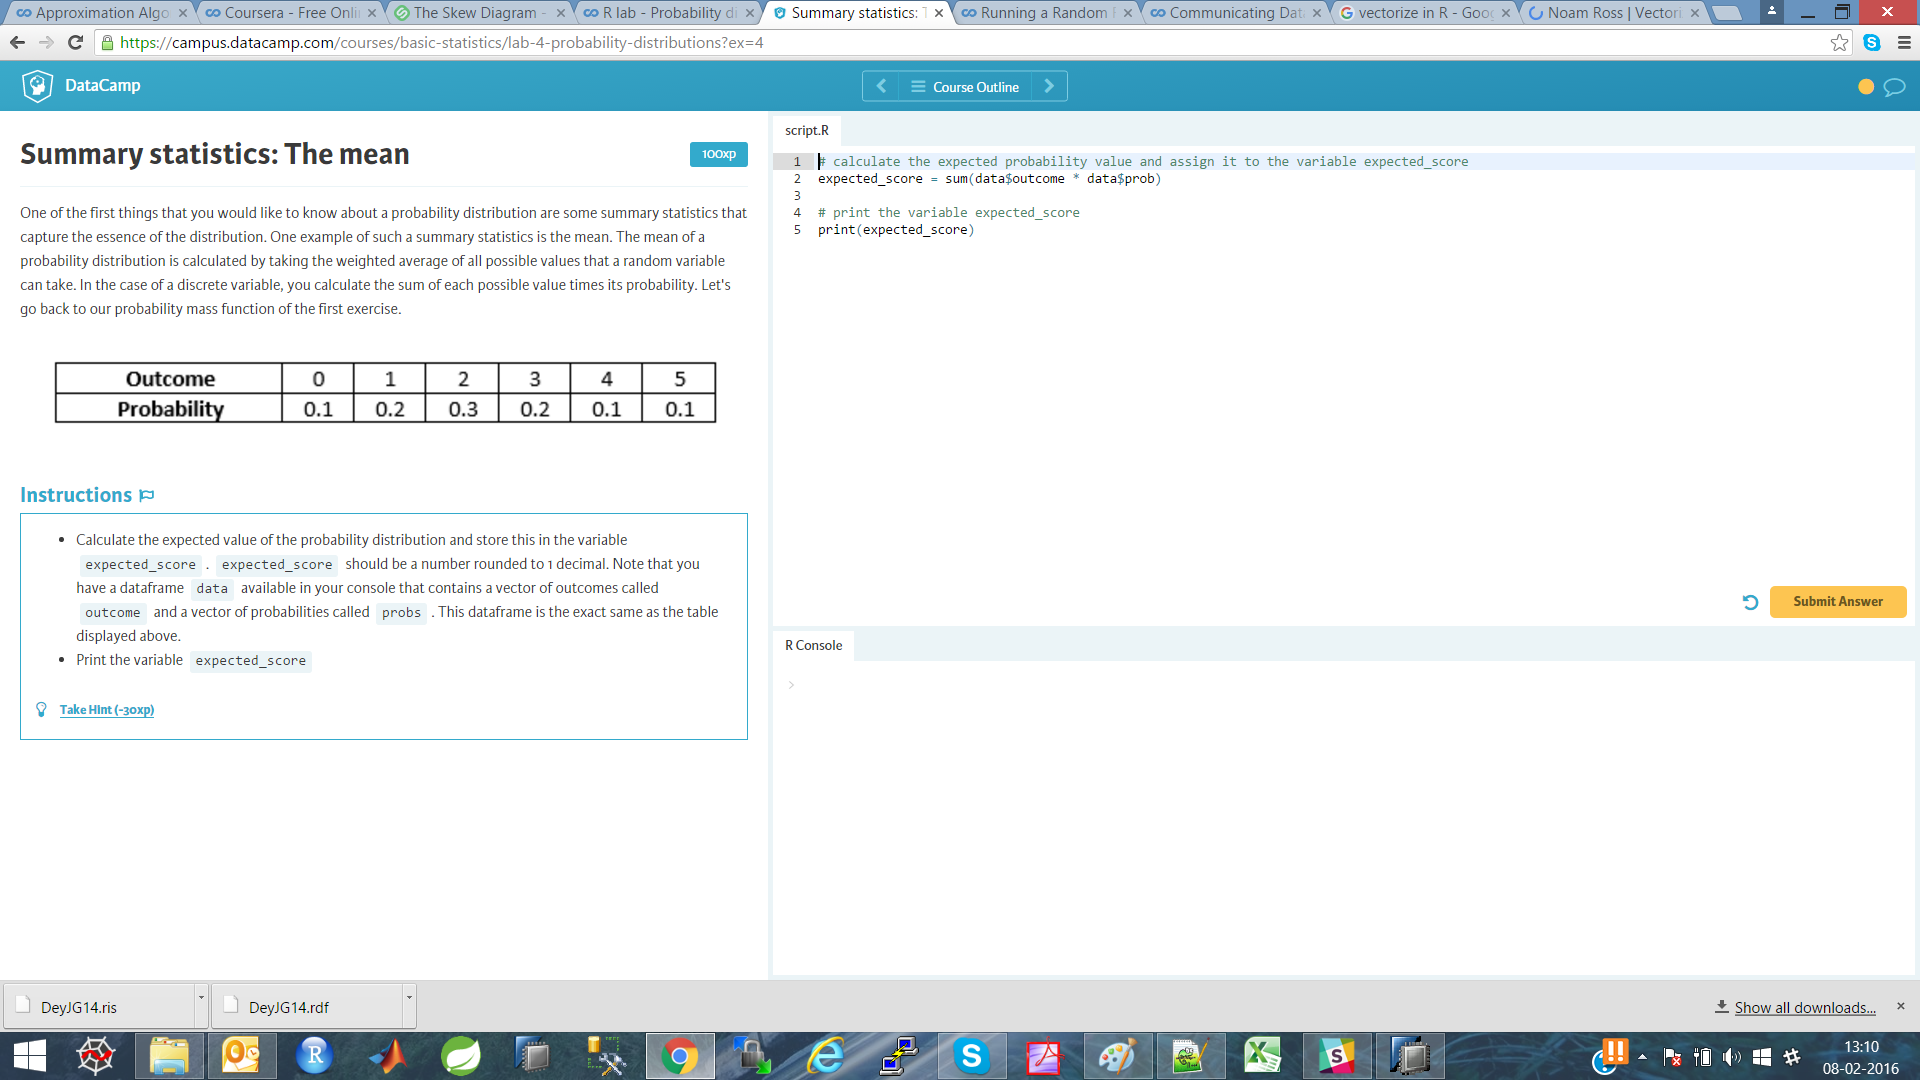 Approximation Algo
Coursera - Free Onli
The Skew Diagram -
R lab - Probability di
Summary statistics: T
Running a Random F
Communicating Dat
vectorize in R - Goog
Noam Ross | Vectori
https://campus.datacamp.com/courses/basic-statistics/lab-4-probability-distributions?ex=4
DataCamp
Course Outline
Summary statistics: The mean
100xp
One of the first things that you would like to know about a probability distribution are some summary statistics that
capture the essence of the distribution. One example of such a summary statistics is the mean. The mean of a
probability distribution is calculated by taking the weighted average of all possible values that a random variable
can take. In the case of a discrete variable, you calculate the sum of each possible value times its probability. Let's
go back to our probability mass function of the first exercise.
Outcome 0 1 2 3 4 5
Probability 0.1 0.2 0.3 0.2 0.1 0.1
Instructions
• Calculate the expected value of the probability distribution and store this in the variable
expected_score . expected_score should be a number rounded to 1 decimal. Note that you
have a dataframe data available in your console that contains a vector of outcomes called
outcome and a vector of probabilities called probs . This dataframe is the exact same as the table
displayed above.
• Print the variable expected_score
Take Hint (-30xp)
script.R
1 # calculate the expected probability value and assign it to the variable expected_score
2 expected_score = sum(data$outcome * data$prob)
3
4 # print the variable expected_score
5 print(expected_score)
Submit Answer
R Console
>
DeyJG14.ris
DeyJG14.rdf
Show all downloads...
13:10
08-02-2016